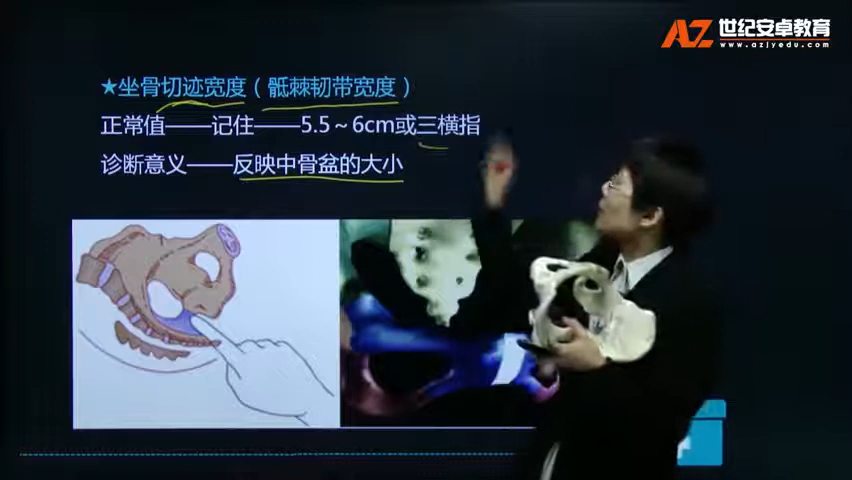 AZ 世纪安卓教育
www.azjyedu.com
★坐骨切迹宽度（骶棘韧带宽度）
正常值——记住——5.5～6cm或三横指
诊断意义——反映中骨盆的大小